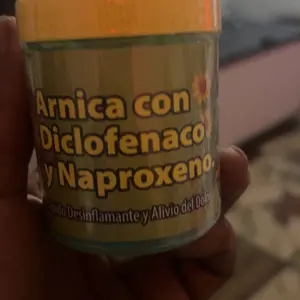 Arnica con
Diclofenaco
y Naproxeno.
Desinflamante y Alivio del